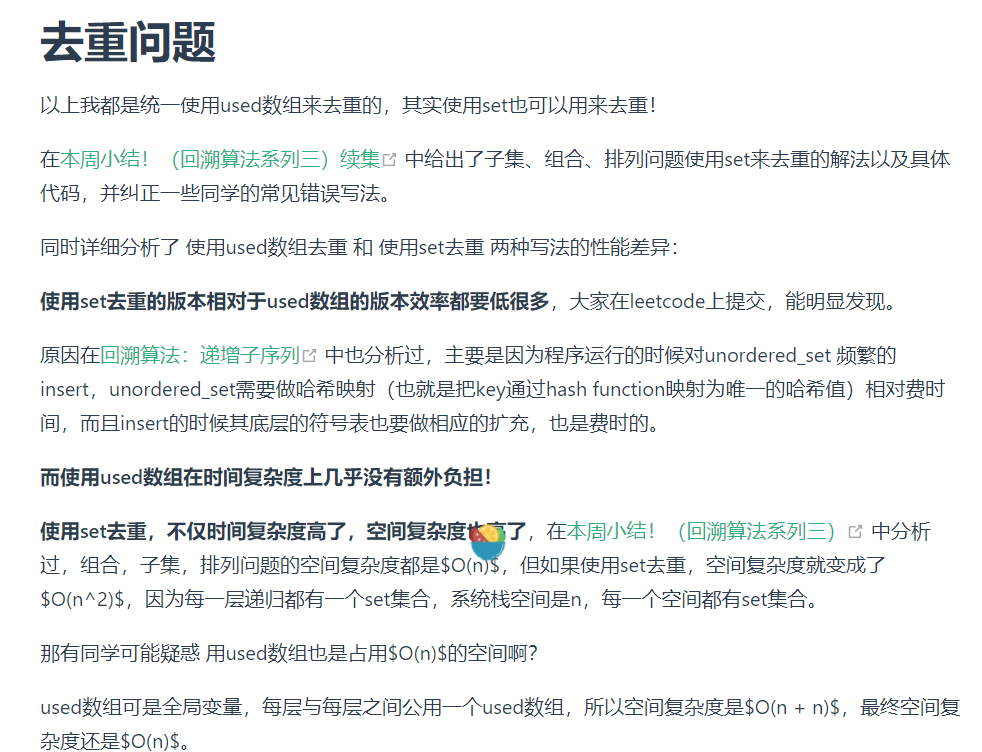 去重问题
以上我都是统一使用used数组来去重的，其实使用set也可以用来去重！
在本周小结！（回溯算法系列三）续集 中给出了子集、组合、排列问题使用set来去重的解法以及具体
代码，并纠正一些同学的常见错误写法。
同时详细分析了 使用used数组去重 和 使用set去重 两种写法的性能差异：
使用set去重的版本相对于used数组的版本效率都要低很多，大家在leetcode上提交，能明显发现。
原因在回溯算法：递增子序列 中也分析过，主要是因为程序运行的时候对unordered_set 频繁的
insert，unordered_set需要做哈希映射（也就是把key通过hash function映射为唯一的哈希值）相对费时
间，而且insert的时候其底层的符号表也要做相应的扩充，也是费时的。
而使用used数组在时间复杂度上几乎没有额外负担！
使用set去重，不仅时间复杂度高了，空间复杂度也高了，在本周小结！（回溯算法系列三） 中分析
过，组合，子集，排列问题的空间复杂度都是$O(n)$，但如果使用set去重，空间复杂度就变成了
$O(n^2)$，因为每一层递归都有一个set集合，系统栈空间是n，每一个空间都有set集合。
那有同学可能疑惑 用used数组也是占用$O(n)$的空间啊？
used数组可是全局变量，每层与每层之间公用一个used数组，所以空间复杂度是$O(n + n)$，最终空间复
杂度还是$O(n)$。